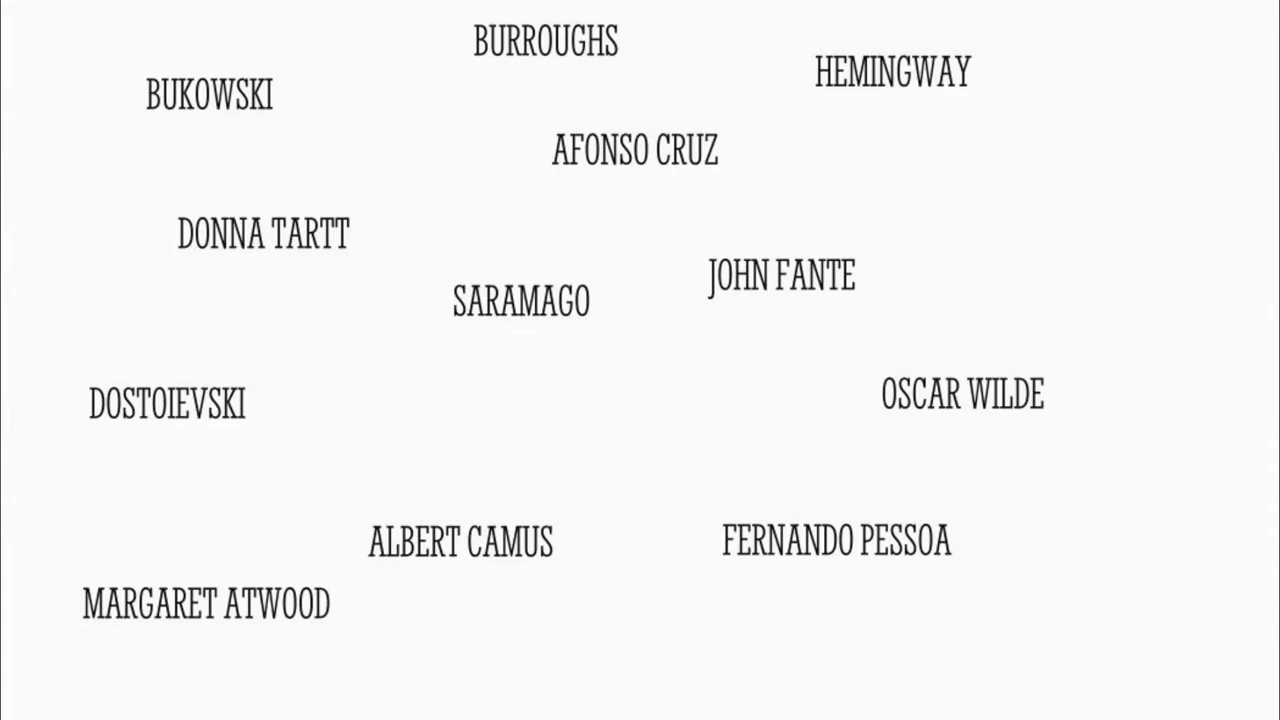 BURROUGHS
HEMINGWAY
BUKOWSKI
AFONSO CRUZ
DONNA TARTT
JOHN FANTE
SARAMAGO
OSCAR WILDE
DOSTOIEVSKI
FERNANDO PESSOA
ALBERT CAMUS
MARGARET ATWOOD